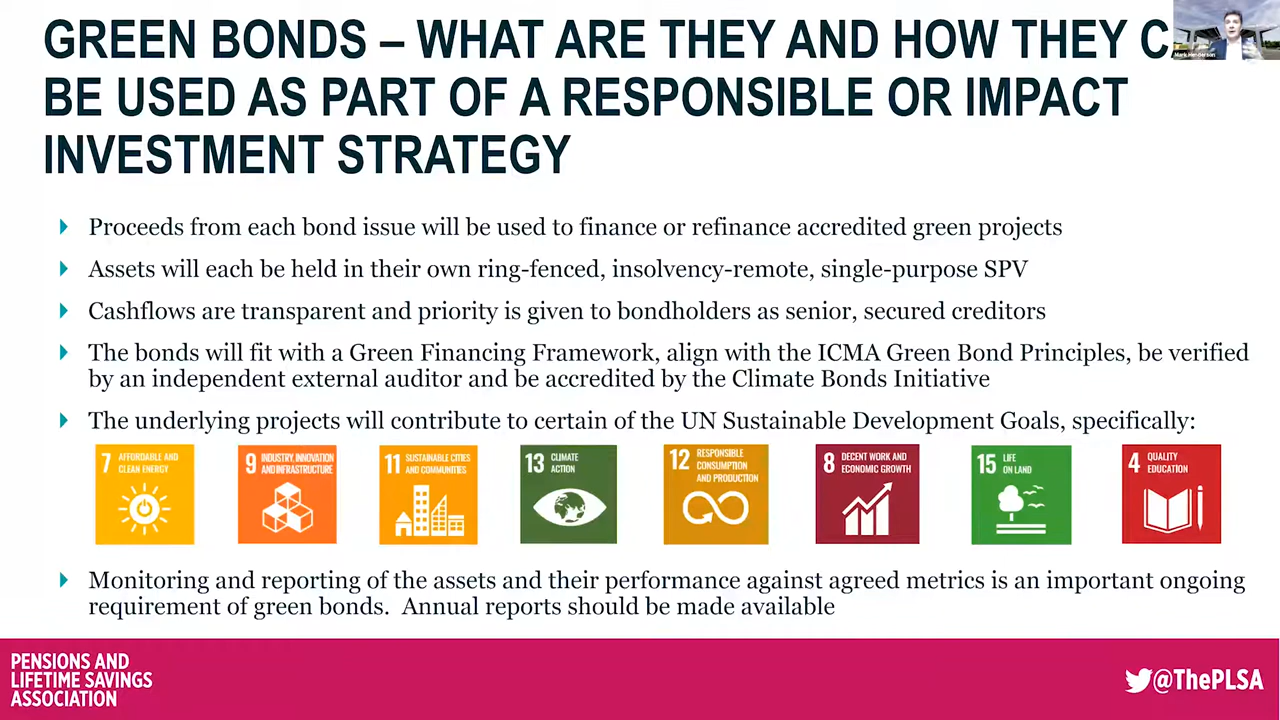 GREEN BONDS – WHAT ARE THEY AND HOW THEY C
BE USED AS PART OF A RESPONSIBLE OR IMPACT
INVESTMENT STRATEGY
Mark Henderson
Proceeds from each bond issue will be used to finance or refinance accredited green projects
Assets will each be held in their own ring-fenced, insolvency-remote, single-purpose SPV
Cashflows are transparent and priority is given to bondholders as senior, secured creditors
The bonds will fit with a Green Financing Framework, align with the ICMA Green Bond Principles, be verified
by an independent external auditor and be accredited by the Climate Bonds Initiative
The underlying projects will contribute to certain of the UN Sustainable Development Goals, specifically:
7 AFFORDABLE AND
CLEAN ENERGY
9 INDUSTRY, INNOVATION
AND INFRASTRUCTURE
11 SUSTAINABLE CITIES
AND COMMUNITIES
13 CLIMATE
ACTION
12 RESPONSIBLE
CONSUMPTION
AND PRODUCTION
8 DECENT WORK AND
ECONOMIC GROWTH
15 LIFE
ON LAND
4 QUALITY
EDUCATION
Monitoring and reporting of the assets and their performance against agreed metrics is an important ongoing
requirement of green bonds. Annual reports should be made available
PENSIONS AND
LIFETIME SAVINGS
ASSOCIATION
@ThePLSA